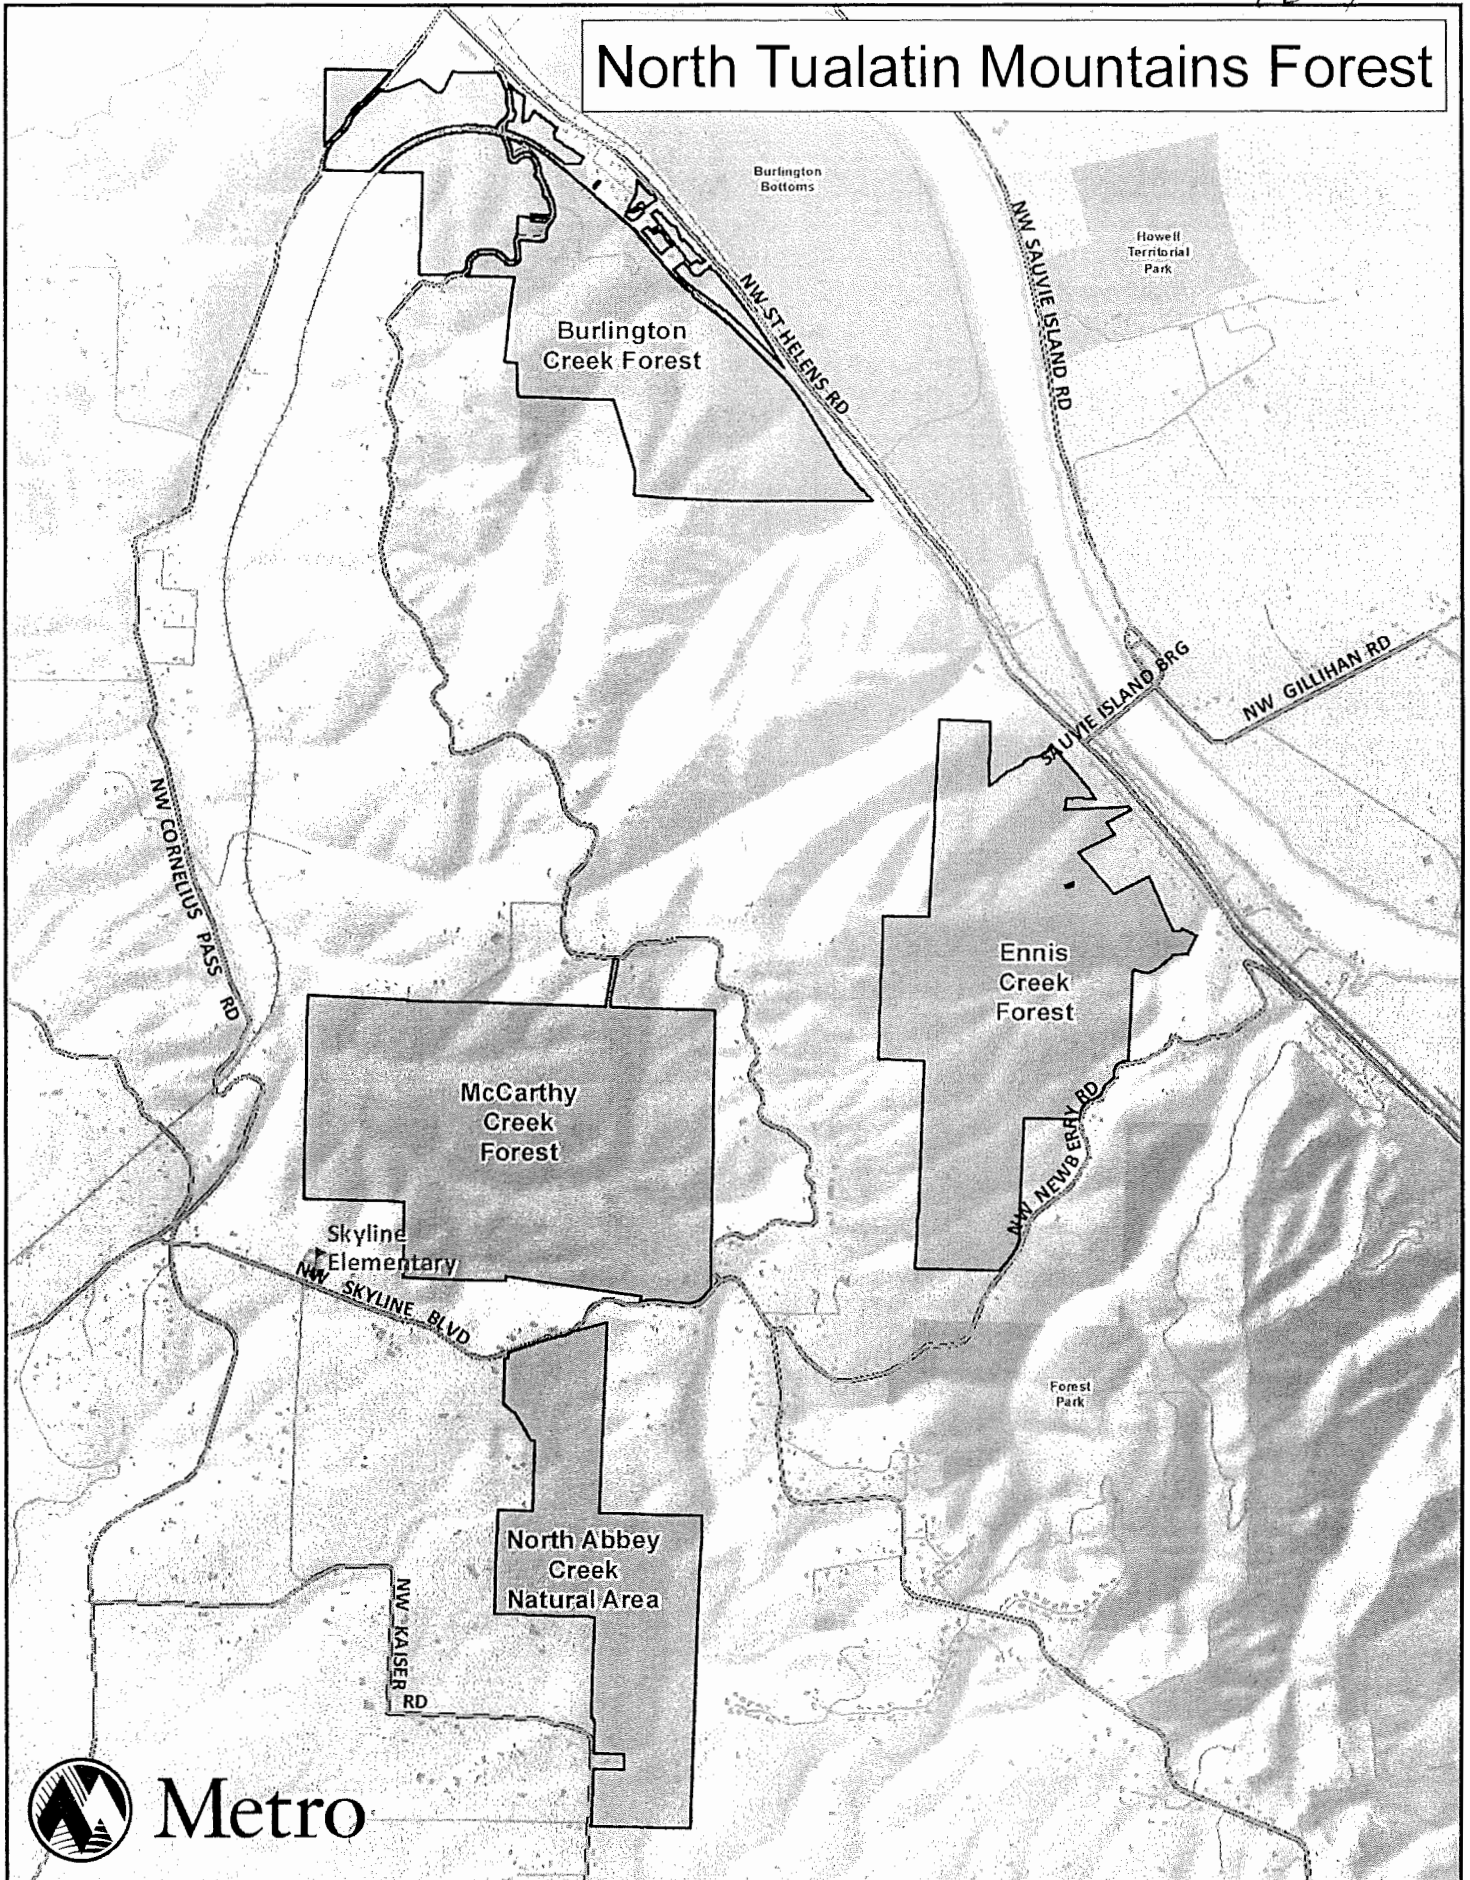 North Tualatin Mountains Forest
Burlington
Bottoms
Howell
Territorial
Park
NW SAUVIE ISLAND RD
NW ST HELENS RD
Burlington
Creek Forest
SAUVIE ISLAND BRG
NW GILLIHAN RD
NW CORNELIUS PASS RD
Ennis
Creek
Forest
McCarthy
Creek
Forest
NW NEWBERRY RD
Skyline
Elementary
NW SKYLINE BLVD
Forest
Park
North Abbey
Creek
Natural Area
NW KAISER
RD
Metro